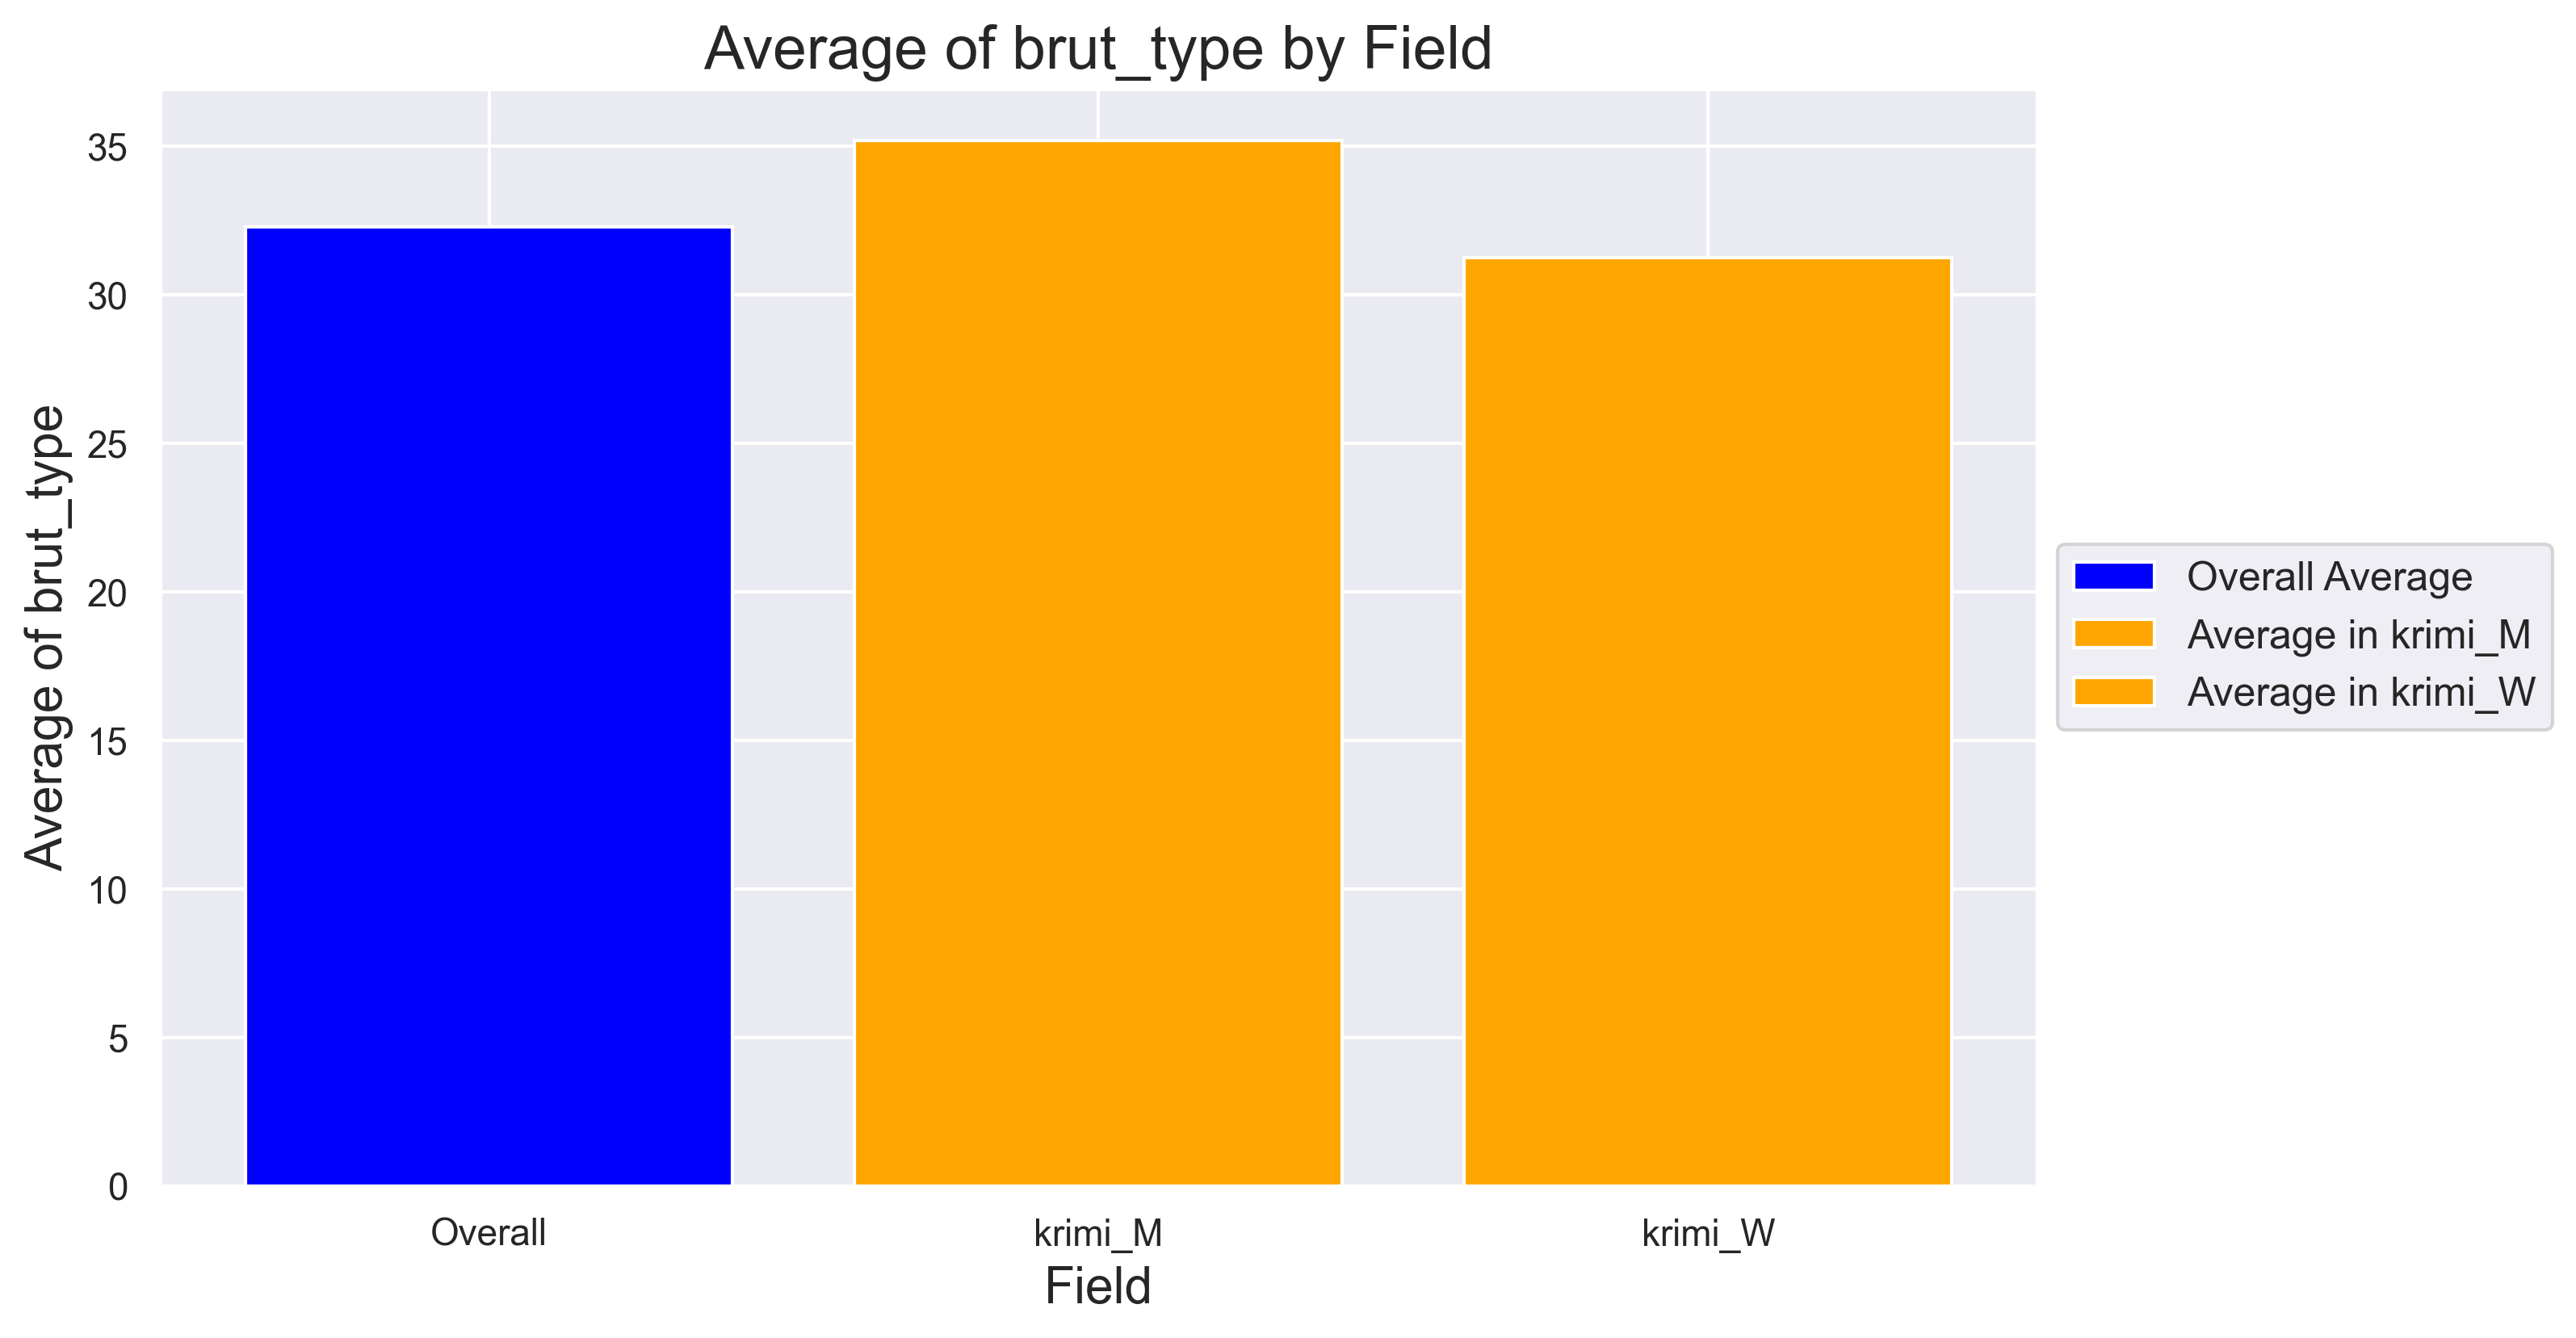 Average of brut_type by Field
Average of brut_type
35
30
25
20
15
10
5
0
Overall
krimi_M
krimi_W
Field
Overall Average
Average in krimi_M
Average in krimi_W